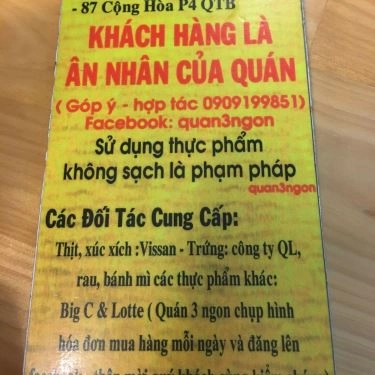 - 87 Cộng Hòa P4 QTB
KHÁCH HÀNG LÀ
ÂN NHÂN CỦA QUÁN
( Góp ý - hợp tác 0909199851)
Facebook: quan3ngon
Sử dụng thực phẩm
không sạch là phạm pháp
quan3ngon
Các Đối Tác Cung Cấp:
Thịt, xúc xích :Vissan - Trứng: công ty QL,
rau, bánh mì các thực phẩm khác:
Big C & Lotte ( Quán 3 ngon chụp hình
hóa đơn mua hàng mỗi ngày và đăng lên